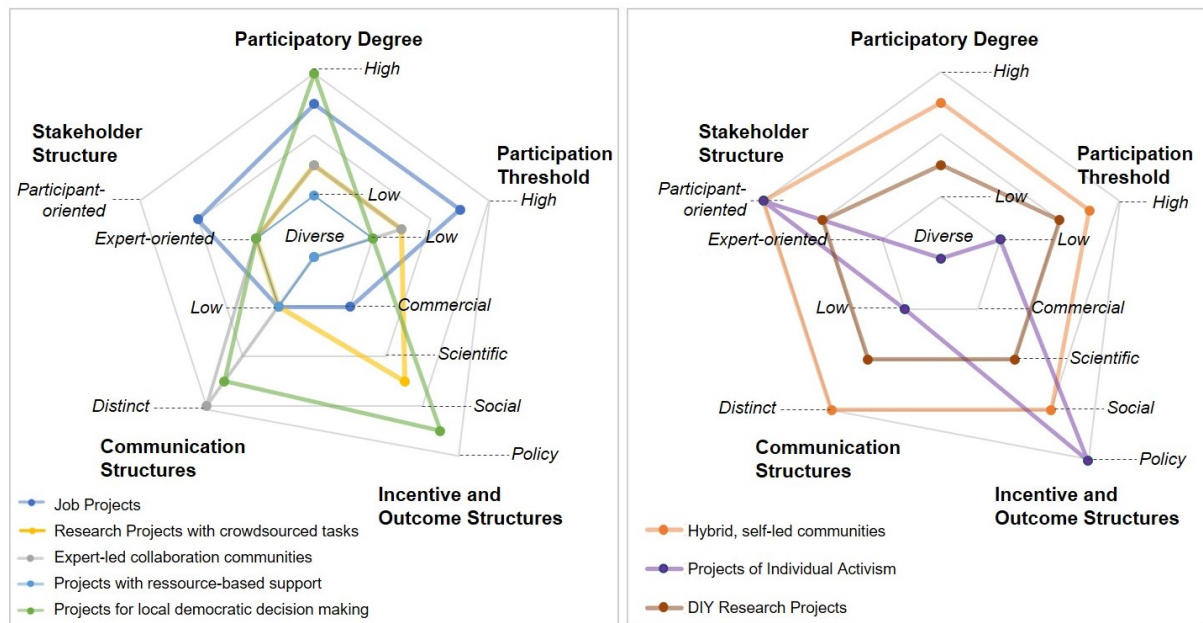 Participatory Degree
High
Stakeholder
Structure
Participation
Threshold
Participant-
oriented
Low
High
Expert-oriented
Diverse
Low
Low
Commercial
Scientific
Distinct
Social
Communication
Structures
Policy
Incentive and
Outcome Structures
Job Projects
Research Projects with crowdsourced tasks
Expert-led collaboration communities
Projects with ressource-based support
Projects for local democratic decision making
Participatory Degree
High
Stakeholder
Structure
Participation
Threshold
Participant-
oriented
Low
High
Expert-oriented
Diverse
Low
Low
Commercial
Scientific
Distinct
Social
Communication
Structures
Policy
Incentive and
Outcome Structures
Hybrid, self-led communities
Projects of Individual Activism
DIY Research Projects